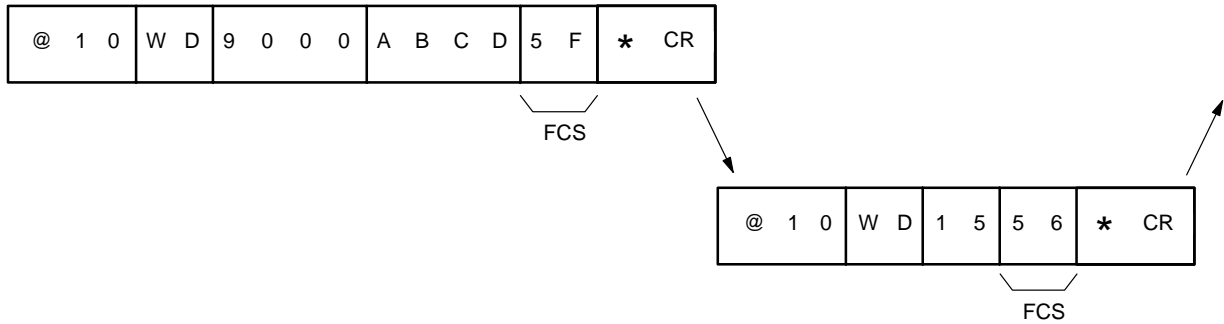 @ 1 0 W D 9 0 0 0 A B C D 5 F * CR
FCS
@ 1 0 W D 1 5 5 6 * CR
FCS